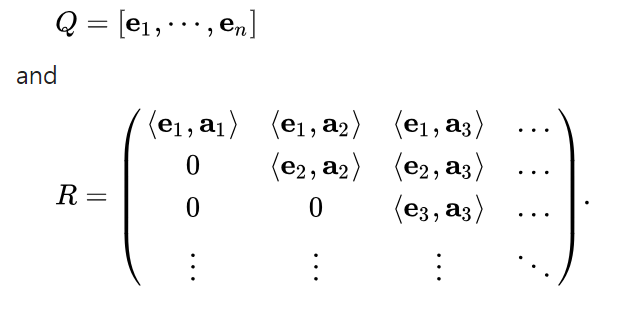 Q = [e₁, ⋯, eₙ]
and
R = ( ⟨e₁, a₁⟩ ⟨e₁, a₂⟩ ⟨e₁, a₃⟩ …
0 ⟨e₂, a₂⟩ ⟨e₂, a₃⟩ …
0 0 ⟨e₃, a₃⟩ …
⋮ ⋮ ⋮ ⋱ ).